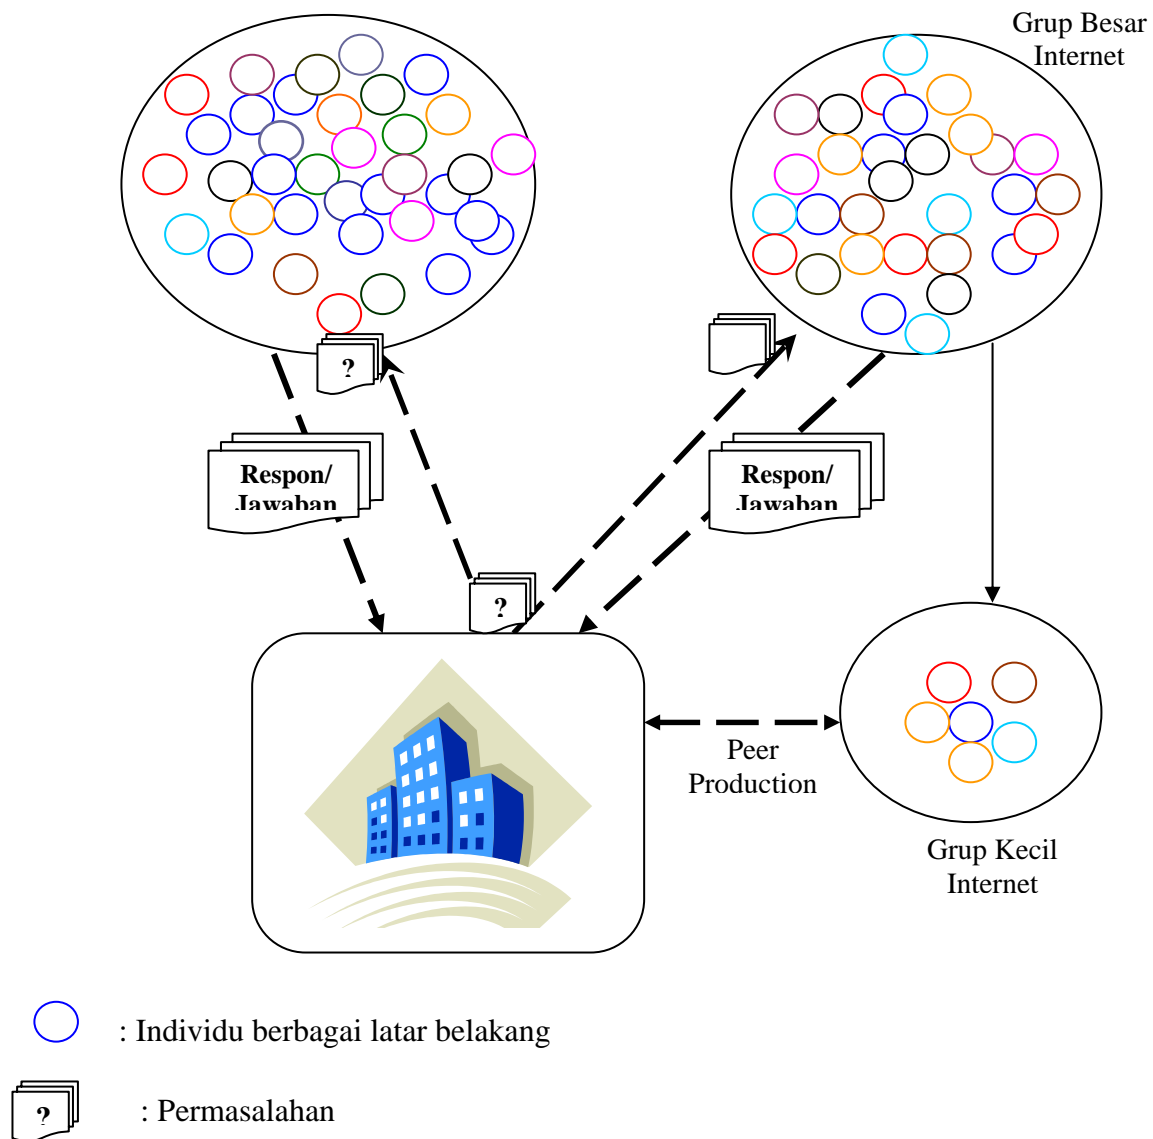 Grup Besar
Internet
?
Respon/
Jawaban
Respon/
Jawaban
?
Peer
Production
Grup Kecil
Internet
: Individu berbagai latar belakang
?
: Permasalahan